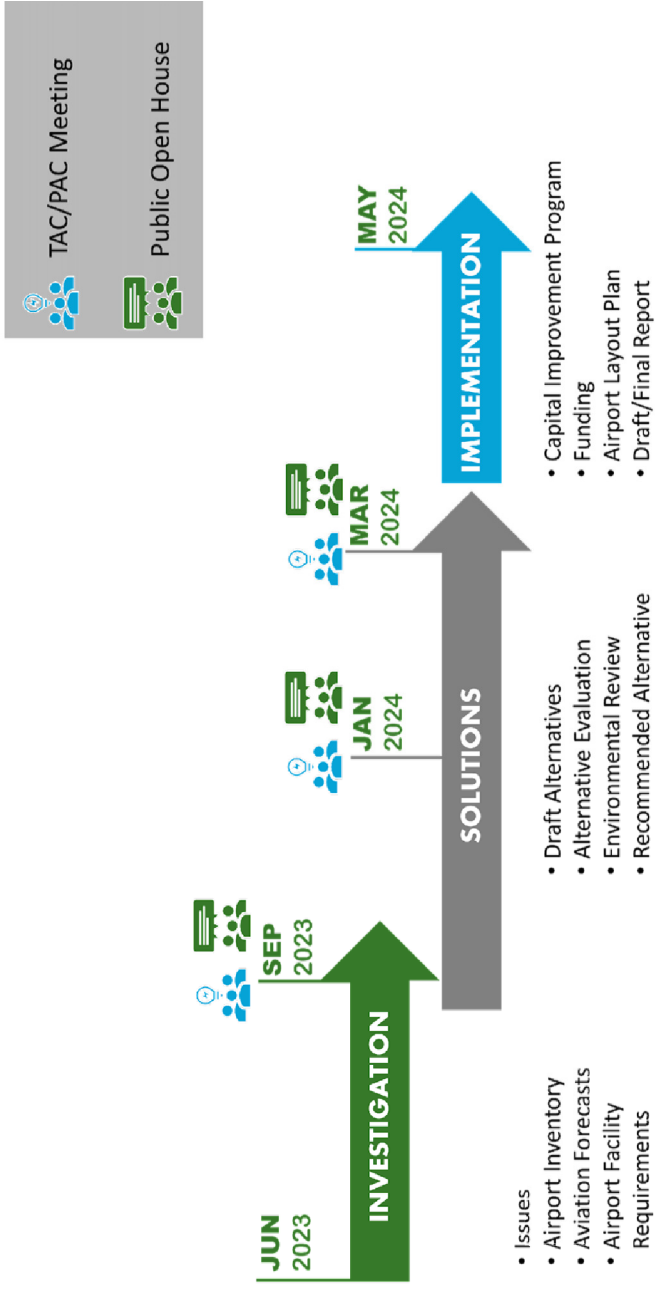 TAC/PAC Meeting
Public Open House
JUN
2023
SEP
2023
JAN
2024
MAR
2024
MAY
2024
INVESTIGATION
SOLUTIONS
IMPLEMENTATION
• Issues
• Airport Inventory
• Aviation Forecasts
• Airport Facility
Requirements
• Draft Alternatives
• Alternative Evaluation
• Environmental Review
• Recommended Alternative
• Capital Improvement Program
• Funding
• Airport Layout Plan
• Draft/Final Report